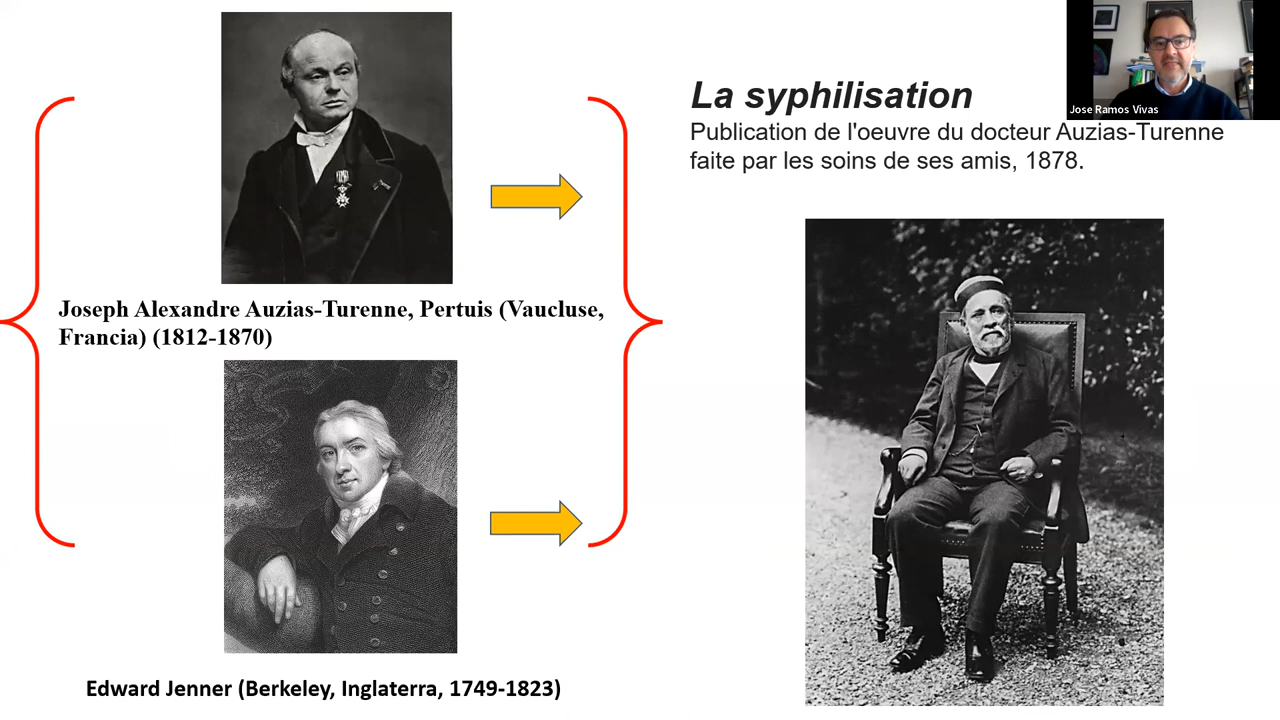 La syphilisation
Publication de l'oeuvre du docteur Auzias-Turenne
faite par les soins de ses amis, 1878.
Jose Ramos Vivas
Joseph Alexandre Auzias-Turenne, Pertuis (Vaucluse,
Francia) (1812-1870)
Edward Jenner (Berkeley, Inglaterra, 1749-1823)